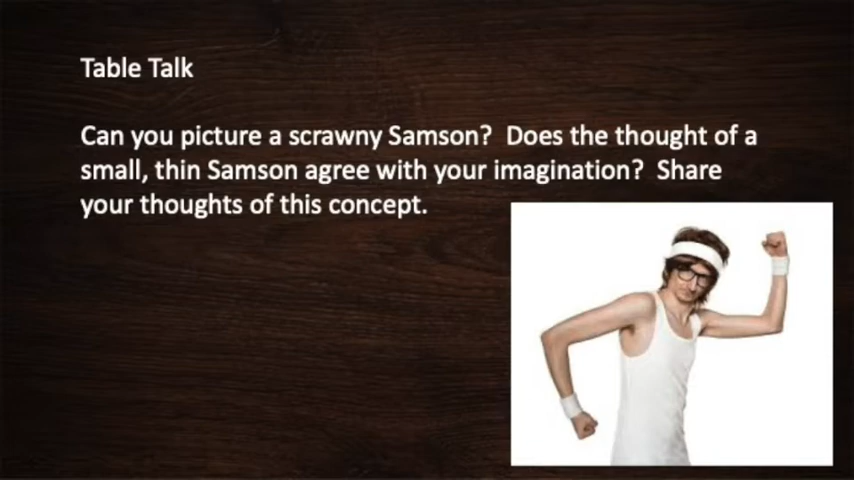 Table Talk
Can you picture a scrawny Samson?  Does the thought of a
small, thin Samson agree with your imagination?  Share
your thoughts of this concept.